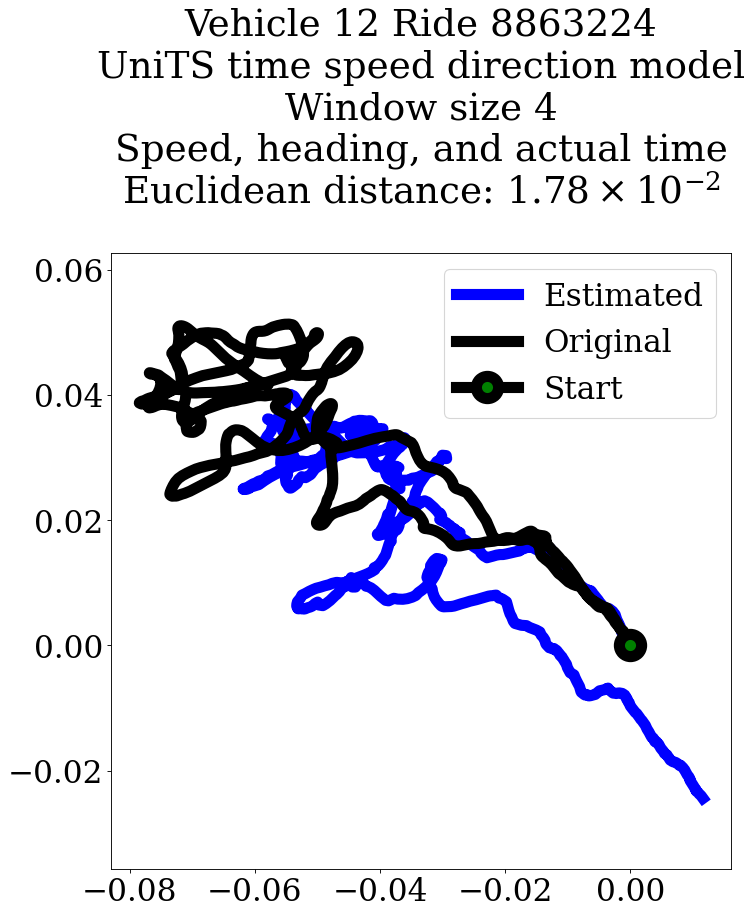 Vehicle 12 Ride 8863224
UniTS time speed direction model
Window size 4
Speed, heading, and actual time
Euclidean distance: 1.78 × 10⁻²
0.06
0.04
0.02
0.00
−0.02
Estimated
Original
Start
−0.08 −0.06 −0.04 −0.02 0.00